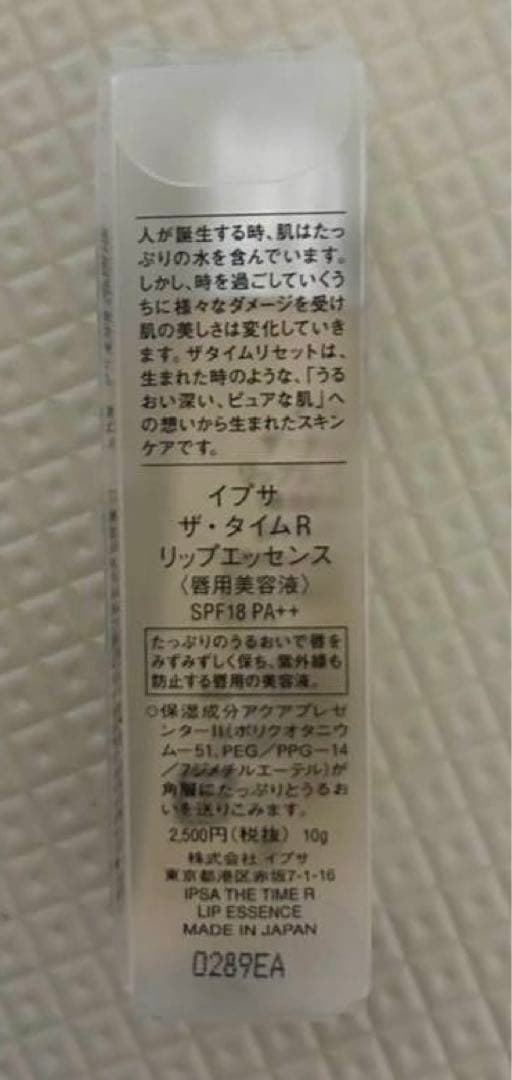 人が誕生する時、肌はたっ
ぷりの水を含んでいます。
しかし、時を過ごしていくう
ちに様々なダメージを受け
肌の美しさは変化していき
ます。ザタイムリセットは、
生まれた時のような、「うる
おい深い、ピュアな肌」へ
の想いから生まれたスキン
ケアです。
イプサ
ザ・タイムR
リップエッセンス
〈唇用美容液〉
SPF18 PA++
たっぷりのうるおいで唇を
みずみずしく保ち、紫外線も
防止する唇用の美容液。
○保湿成分アクアプレゼ
ンターIII(ポリクオタニウ
ム−51、PEG/PPG−14
/7ジメチルエーテル)が
角層にたっぷりとうるお
いを送りこみます。
2,500円(税抜) 10g
株式会社 イプサ
東京都港区赤坂7-1-16
IPSA THE TIME R
LIP ESSENCE
MADE IN JAPAN
0289EA